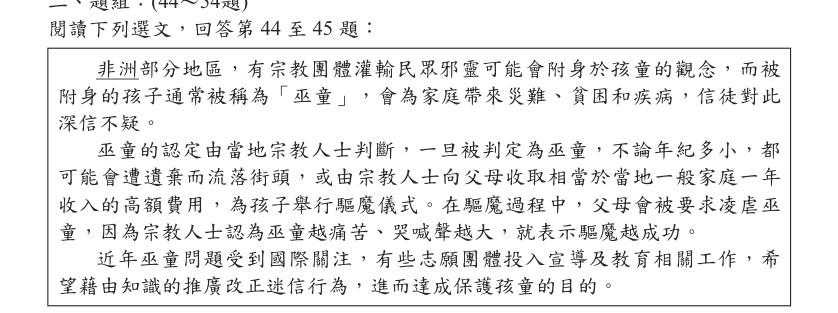 二、題組：(44～54題)
閱讀下列選文，回答第 44 至 45 題：
非洲部分地區，有宗教團體灌輸民眾邪靈可能會附身於孩童的觀念，而被
附身的孩子通常被稱為「巫童」，會為家庭帶來災難、貧困和疾病，信徒對此
深信不疑。
巫童的認定由當地宗教人士判斷，一旦被判定為巫童，不論年紀多小，都
可能會遭遺棄而流落街頭，或由宗教人士向父母收取相當於當地一般家庭一年
收入的高額費用，為孩子舉行驅魔儀式。在驅魔過程中，父母會被要求凌虐巫
童，因為宗教人士認為巫童越痛苦、哭喊聲越大，就表示驅魔越成功。
近年巫童問題受到國際關注，有些志願團體投入宣導及教育相關工作，希
望藉由知識的推廣改正迷信行為，進而達成保護孩童的目的。